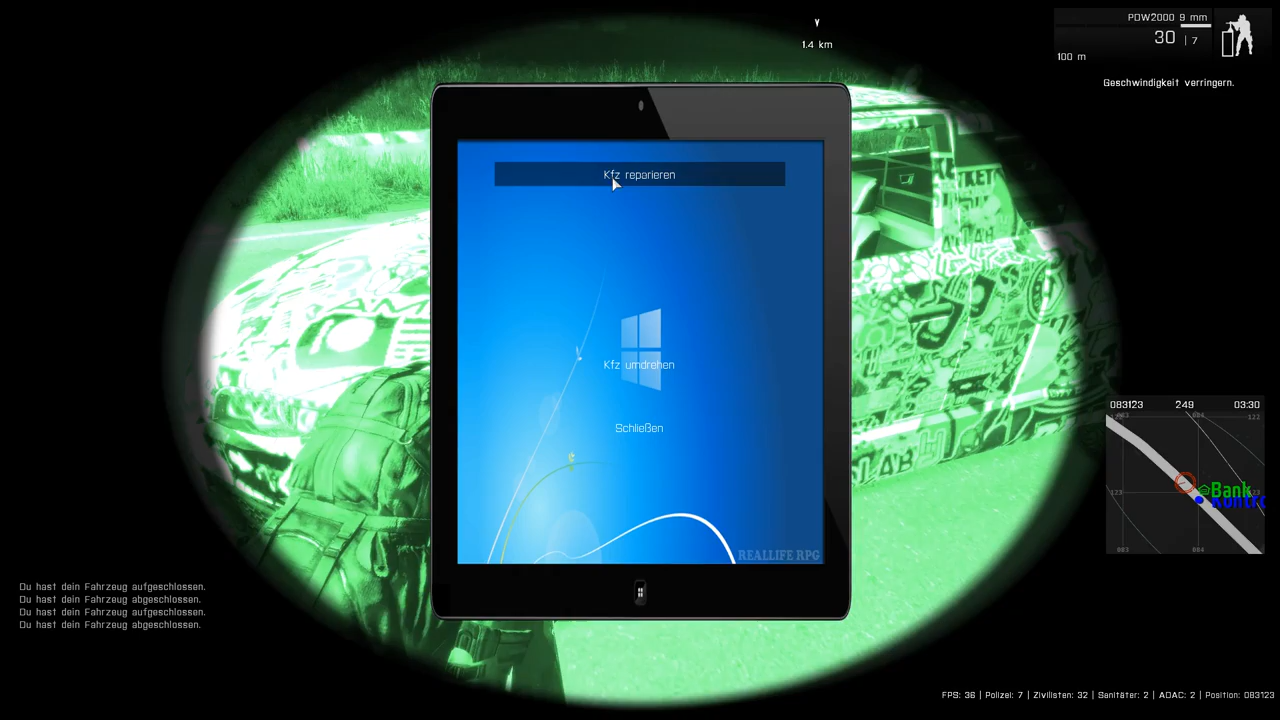 1.4 km
PDW2000 9 mm
30 | 7
100 m
Geschwindigkeit verringern.
Kfz reparieren
Kfz umdrehen
Schließen
REALLIFE RPG
083123 249 03:30
Bank
Du hast dein Fahrzeug aufgeschlossen.
Du hast dein Fahrzeug abgeschlossen.
Du hast dein Fahrzeug aufgeschlossen.
Du hast dein Fahrzeug abgeschlossen.
FPS: 36 | Polizei: 7 | Zivilisten: 32 | Sanitäter: 2 | ADAC: 2 | Position: 083123